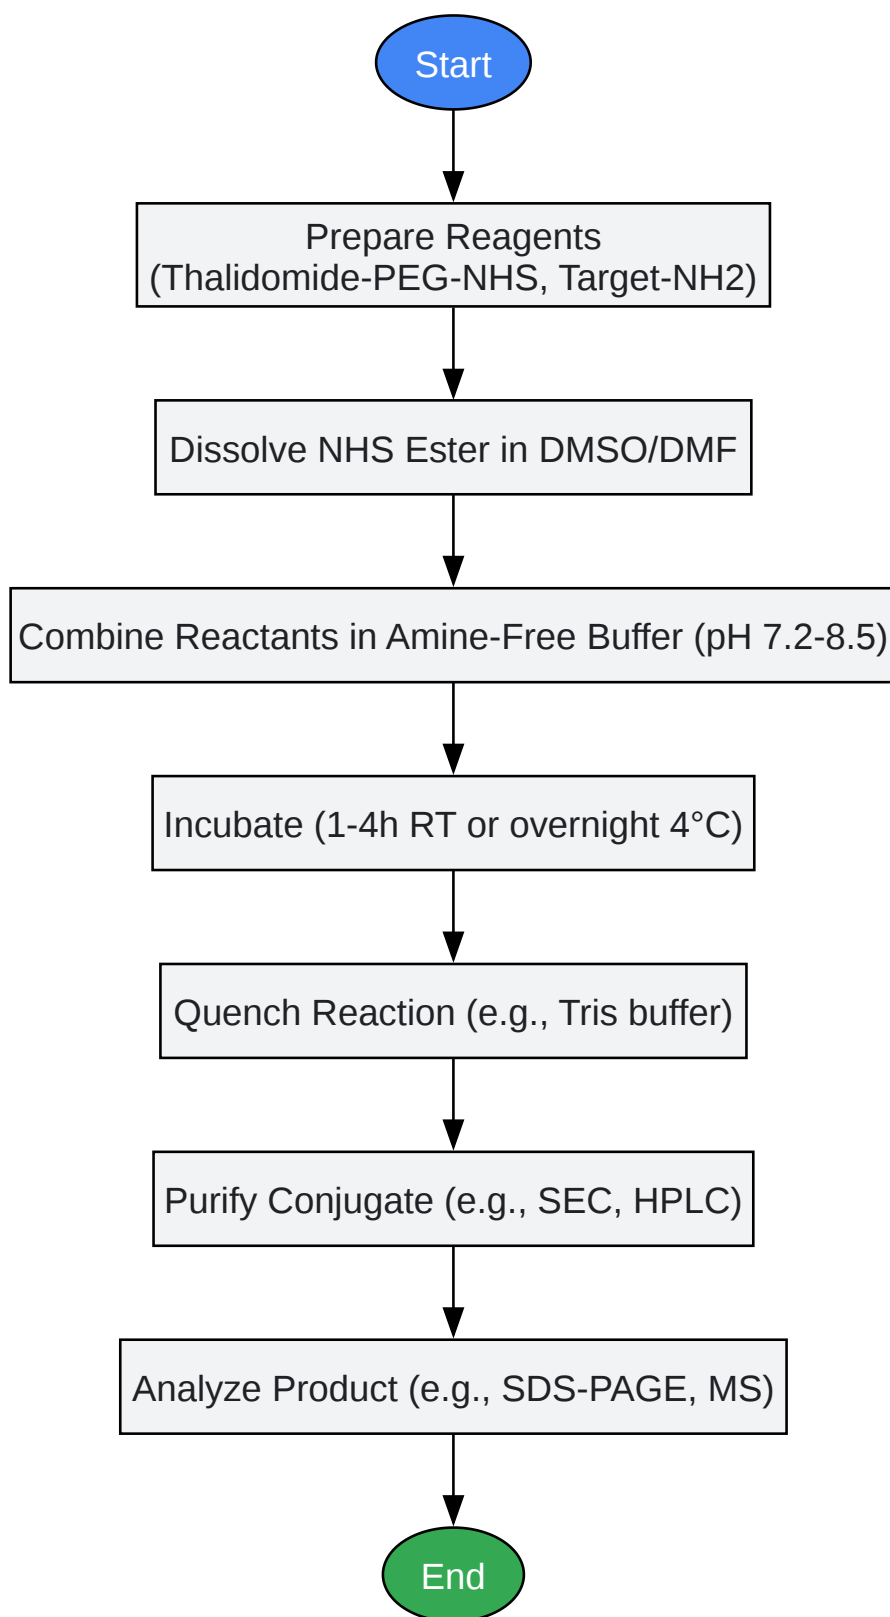 Start
Prepare Reagents
(Thalidomide-PEG-NHS, Target-NH2)
Dissolve NHS Ester in DMSO/DMF
Combine Reactants in Amine-Free Buffer (pH 7.2-8.5)
Incubate (1-4h RT or overnight 4°C)
Quench Reaction (e.g., Tris buffer)
Purify Conjugate (e.g., SEC, HPLC)
Analyze Product (e.g., SDS-PAGE, MS)
End